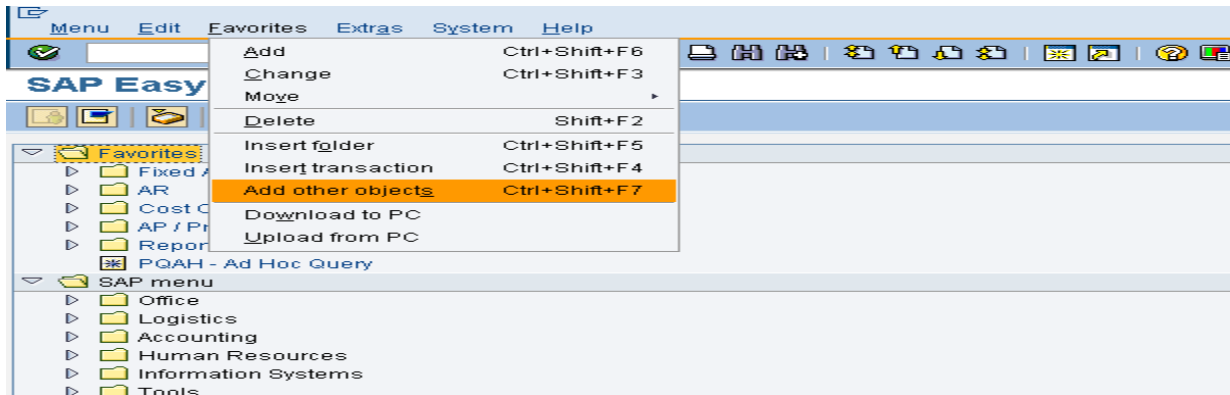 Menu Edit Favorites Extras System Help
Add Ctrl+Shift+F6
Change Ctrl+Shift+F3
SAP Easy
Move
Delete Shift+F2
Insert folder Ctrl+Shift+F5
Favorites
Insert transaction Ctrl+Shift+F4
Fixed
AR
Add other objects Ctrl+Shift+F7
Cost
Download to PC
AP / Pr
Upload from PC
Repor
PQAH - Ad Hoc Query
SAP menu
Office
Logistics
Accounting
Human Resources
Information Systems
Tools